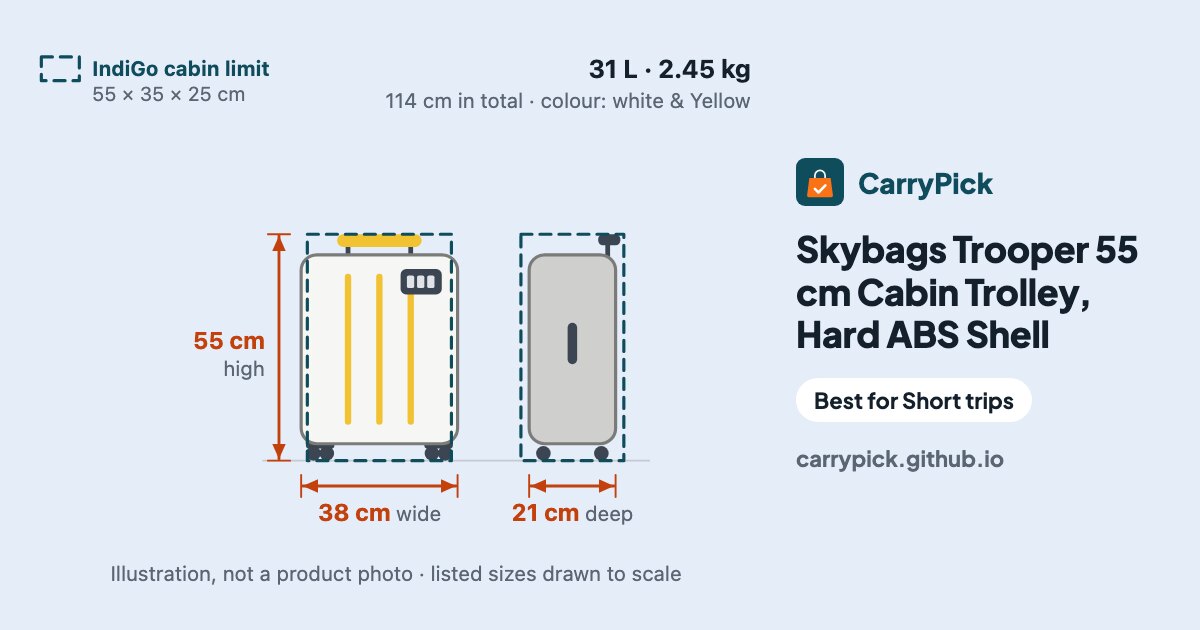 IndiGo cabin limit
55 × 35 × 25 cm
31 L · 2.45 kg
114 cm in total · colour: white & Yellow
CarryPick
Skybags Trooper 55
cm Cabin Trolley,
Hard ABS Shell
Best for Short trips
carrypick.github.io
55 cm
high
38 cm wide
21 cm deep
Illustration, not a product photo · listed sizes drawn to scale